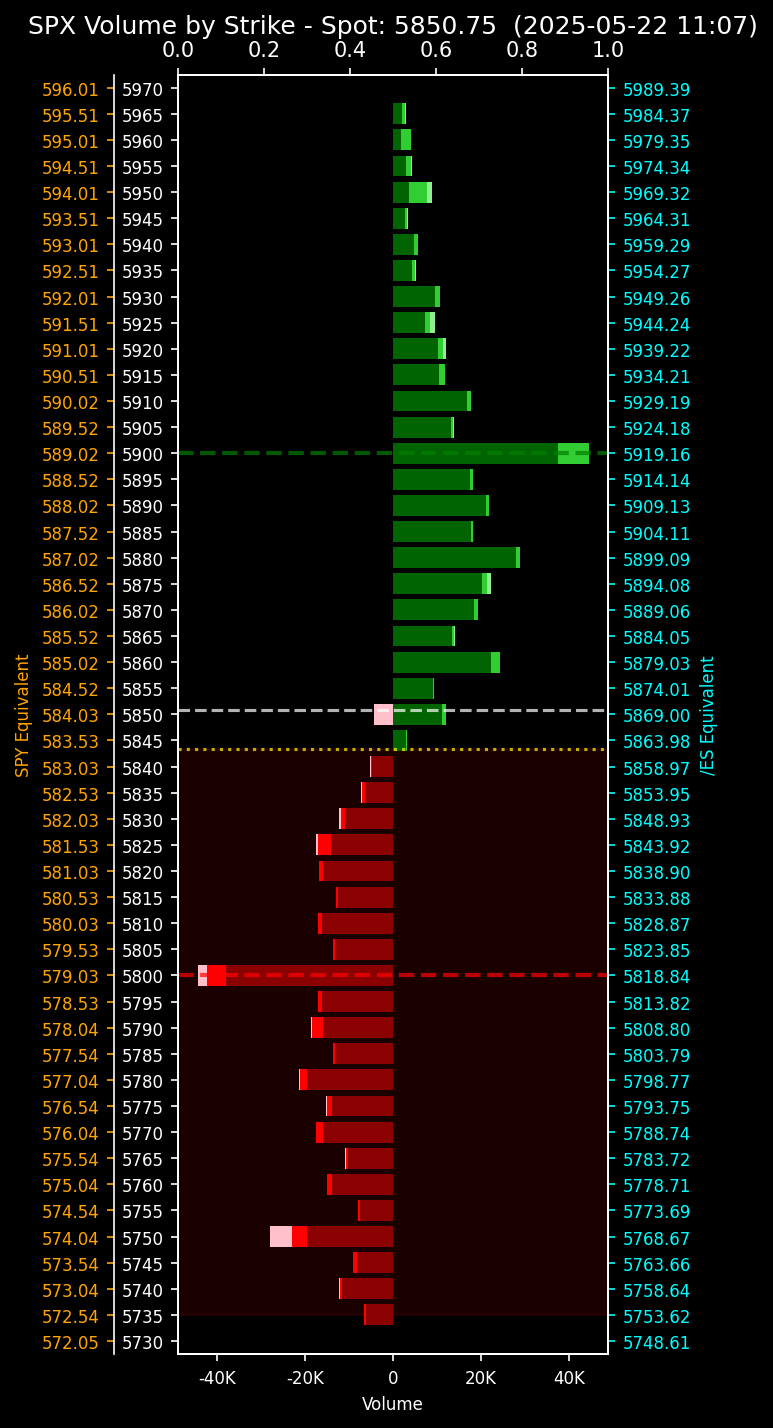 SPX Volume by Strike - Spot: 5850.75 (2025-05-22 11:07)
0.0 0.2 0.4 0.6 0.8 1.0
596.01 5970 5989.39
595.51 5965 5984.37
595.01 5960 5979.35
594.51 5955 5974.34
594.01 5950 5969.32
593.51 5945 5964.31
593.01 5940 5959.29
592.51 5935 5954.27
592.01 5930 5949.26
591.51 5925 5944.24
591.01 5920 5939.22
590.51 5915 5934.21
590.02 5910 5929.19
589.52 5905 5924.18
589.02 5900 5919.16
588.52 5895 5914.14
588.02 5890 5909.13
587.52 5885 5904.11
587.02 5880 5899.09
586.52 5875 5894.08
586.02 5870 5889.06
585.52 5865 5884.05
585.02 5860 5879.03
584.52 5855 5874.01
584.03 5850 5869.00
583.53 5845 5863.98
583.03 5840 5858.97
582.53 5835 5853.95
582.03 5830 5848.93
581.53 5825 5843.92
581.03 5820 5838.90
580.53 5815 5833.88
580.03 5810 5828.87
579.53 5805 5823.85
579.03 5800 5818.84
578.53 5795 5813.82
578.04 5790 5808.80
577.54 5785 5803.79
577.04 5780 5798.77
576.54 5775 5793.75
576.04 5770 5788.74
575.54 5765 5783.72
575.04 5760 5778.71
574.54 5755 5773.69
574.04 5750 5768.67
573.54 5745 5763.66
573.04 5740 5758.64
572.54 5735 5753.62
572.05 5730 5748.61
SPY Equivalent
/ES Equivalent
-40K -20K 0 20K 40K
Volume